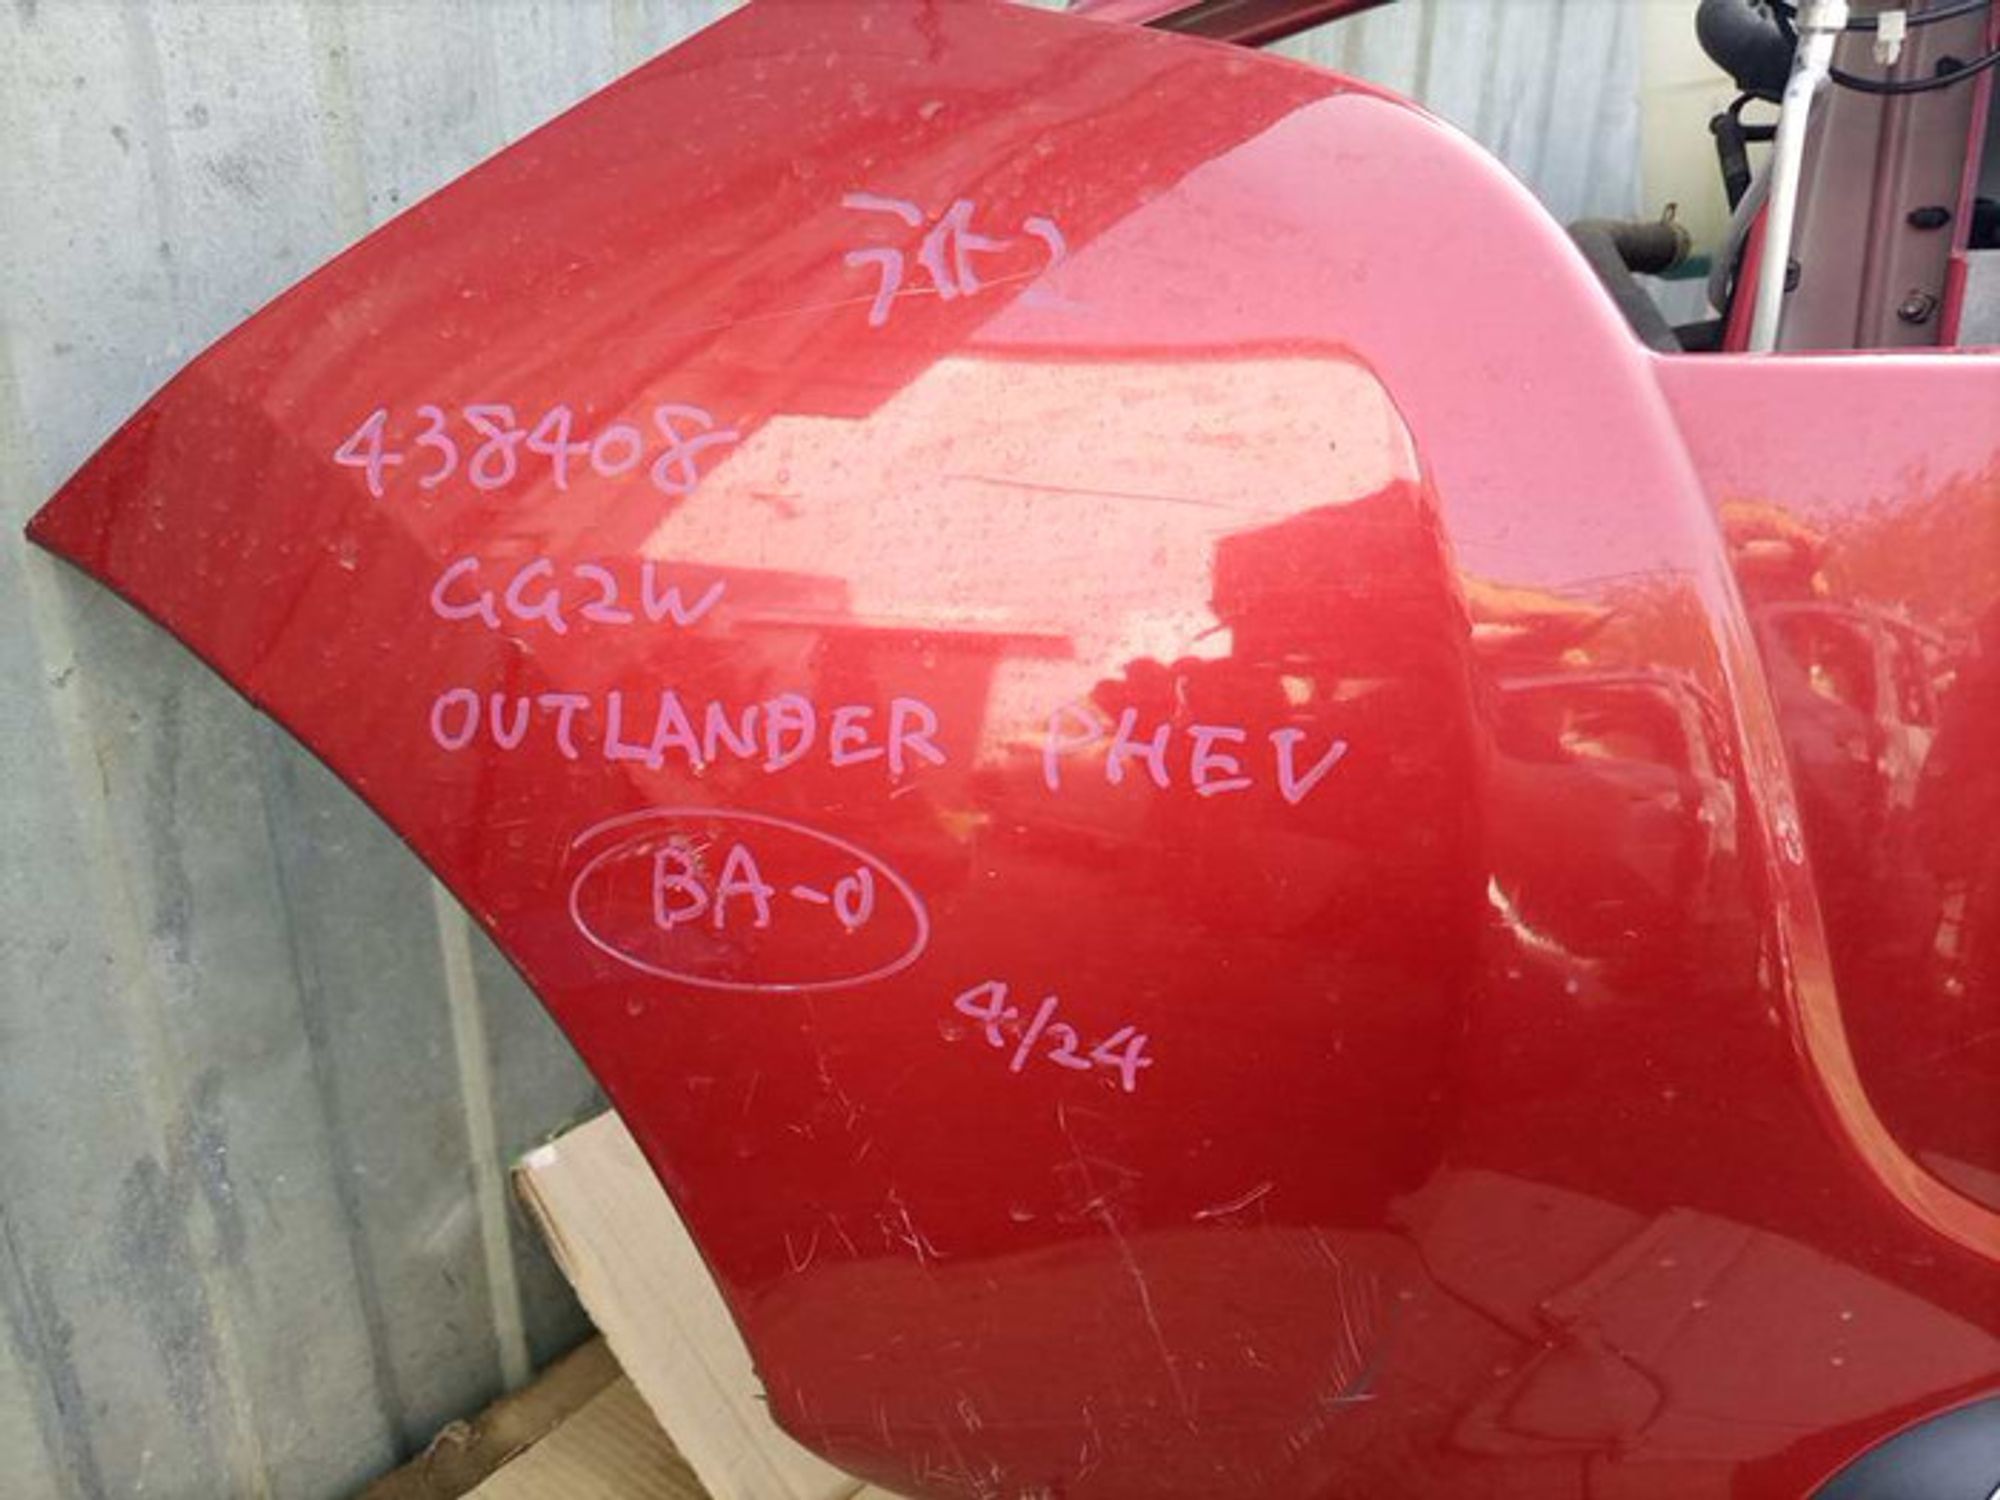 438408
GG2W
OUTLANDER PHEV
BA-0
4/24